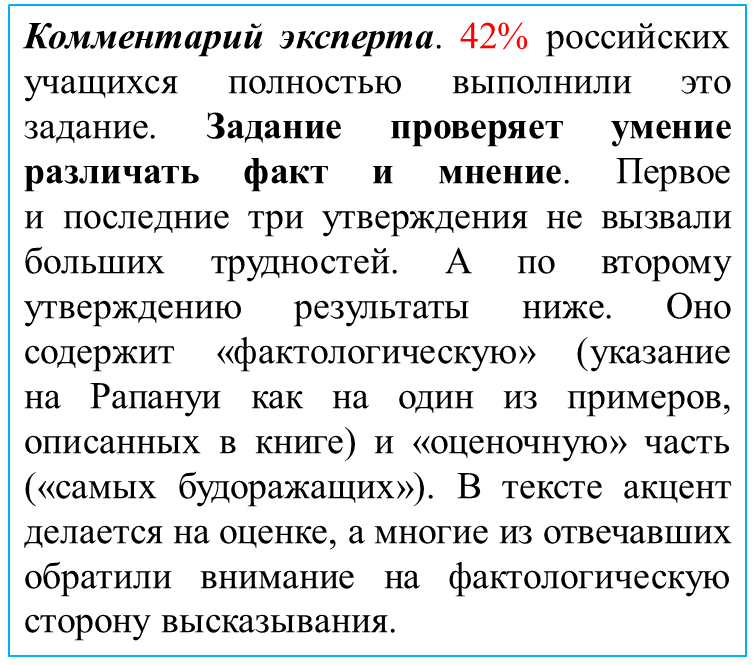 Комментарий эксперта. 42% российских
учащихся полностью выполнили это
задание. Задание проверяет умение
различать факт и мнение. Первое
и последние три утверждения не вызвали
больших трудностей. А по второму
утверждению результаты ниже. Оно
содержит «фактологическую» (указание
на Рапануи как на один из примеров,
описанных в книге) и «оценочную» часть
(«самых будоражащих»). В тексте акцент
делается на оценке, а многие из отвечавших
обратили внимание на фактологическую
сторону высказывания.